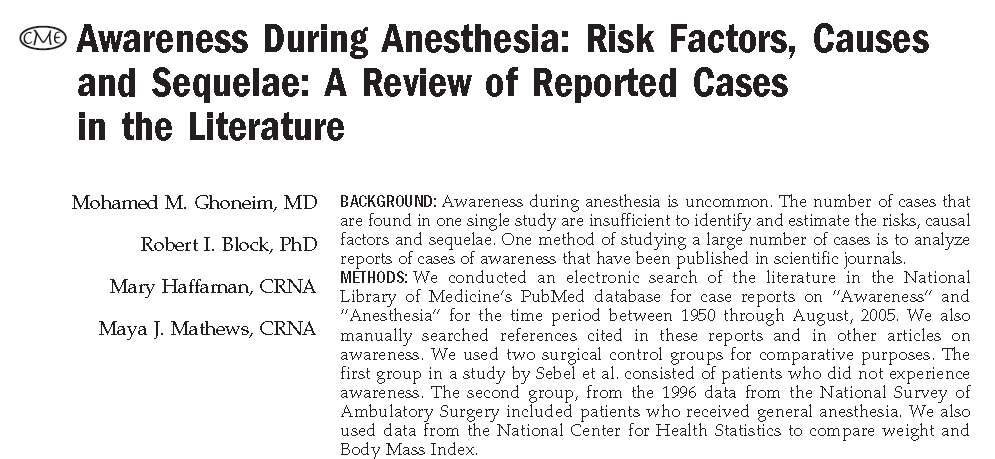 CME
Awareness During Anesthesia: Risk Factors, Causes
and Sequelae: A Review of Reported Cases
in the Literature
Mohamed M. Ghoneim, MD
Robert I. Block, PhD
Mary Haffarnan, CRNA
Maya J. Mathews, CRNA
BACKGROUND: Awareness during anesthesia is uncommon. The number of cases that
are found in one single study are insufficient to identify and estimate the risks, causal
factors and sequelae. One method of studying a large number of cases is to analyze
reports of cases of awareness that have been published in scientific journals.
METHODS: We conducted an electronic search of the literature in the National
Library of Medicine's PubMed database for case reports on "Awareness" and
"Anesthesia" for the time period between 1950 through August, 2005. We also
manually searched references cited in these reports and in other articles on
awareness. We used two surgical control groups for comparative purposes. The
first group in a study by Sebel et al. consisted of patients who did not experience
awareness. The second group, from the 1996 data from the National Survey of
Ambulatory Surgery included patients who received general anesthesia. We also
used data from the National Center for Health Statistics to compare weight and
Body Mass Index.